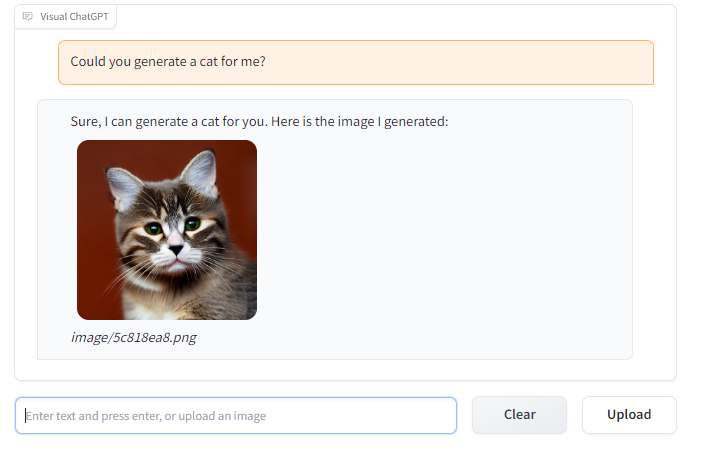 Visual ChatGPT
Could you generate a cat for me?
Sure, I can generate a cat for you. Here is the image I generated:
image/5c818ea8.png
Enter text and press enter, or upload an image
Clear
Upload